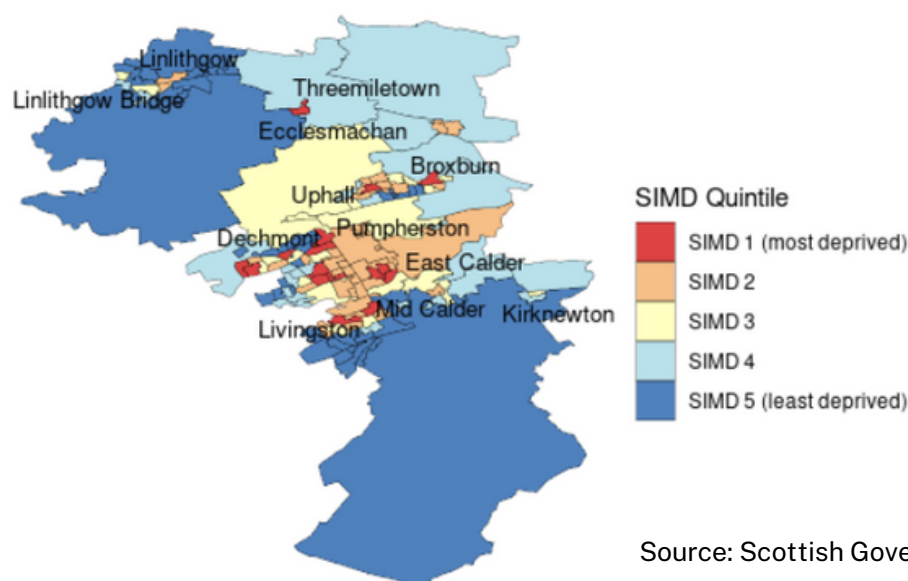 Linlithgow
Threemiletown
Linlithgow Bridge
Ecclesmachan
Broxburn
Uphall
Pumpherston
Dechmont
East Calder
Mid Calder
Kirknewton
Livingston
SIMD Quintile
SIMD 1 (most deprived)
SIMD 2
SIMD 3
SIMD 4
SIMD 5 (least deprived)
Source: Scottish Gove